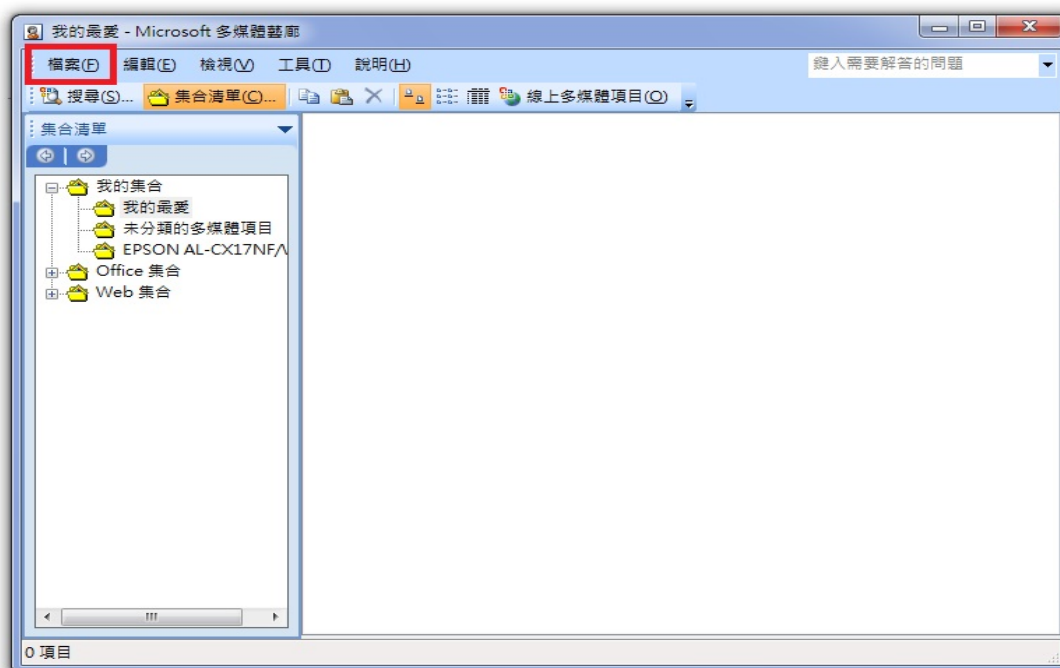 我的最愛 - Microsoft 多媒體藝廊
檔案(F) 編輯(E) 檢視(V) 工具(T) 說明(H) 鍵入需要解答的問題
搜尋(S)... 集合清單(C)... 線上多媒體項目(O)
集合清單
我的集合
我的最愛
未分類的多媒體項目
EPSON AL-CX17NF/
Office 集合
Web 集合
0 項目